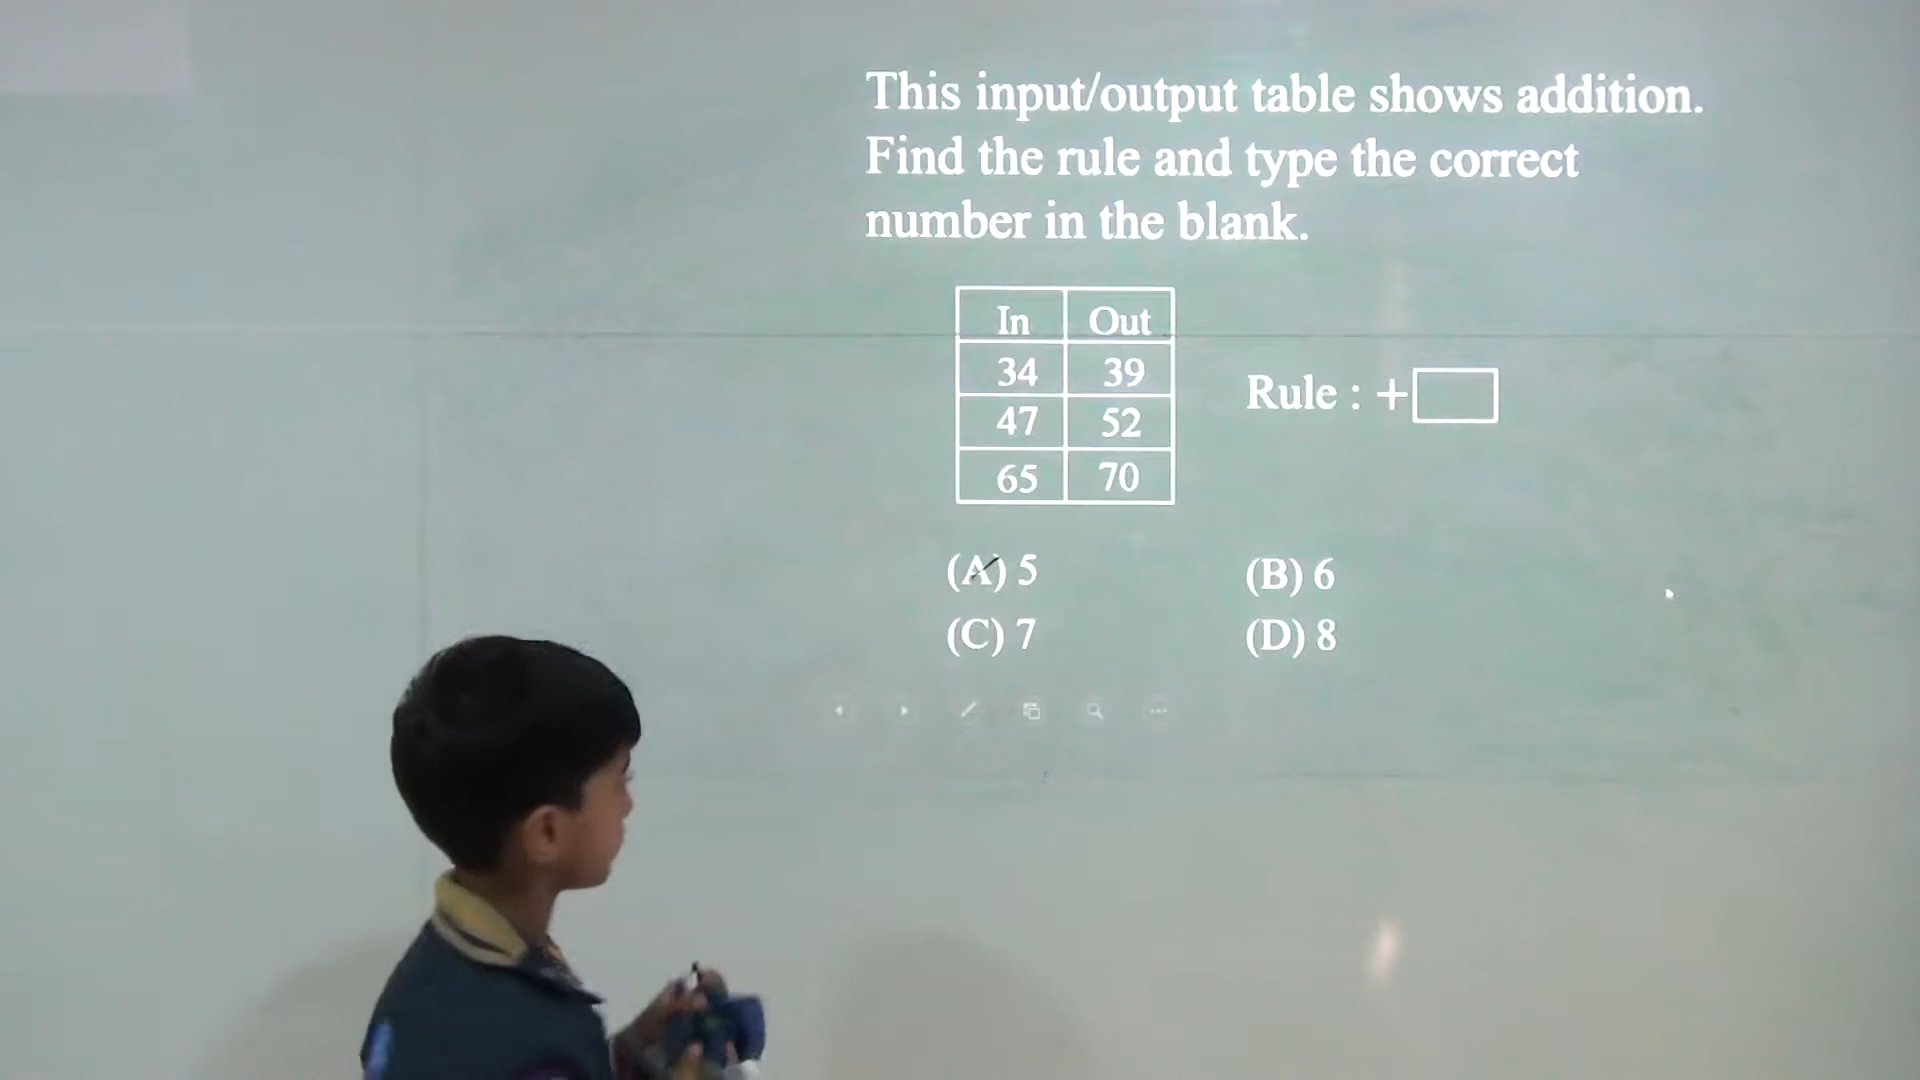 This input/output table shows addition.
Find the rule and type the correct
number in the blank.
In Out
34 39
47 52
65 70
Rule : +
(A) 5 (B) 6
(C) 7 (D) 8